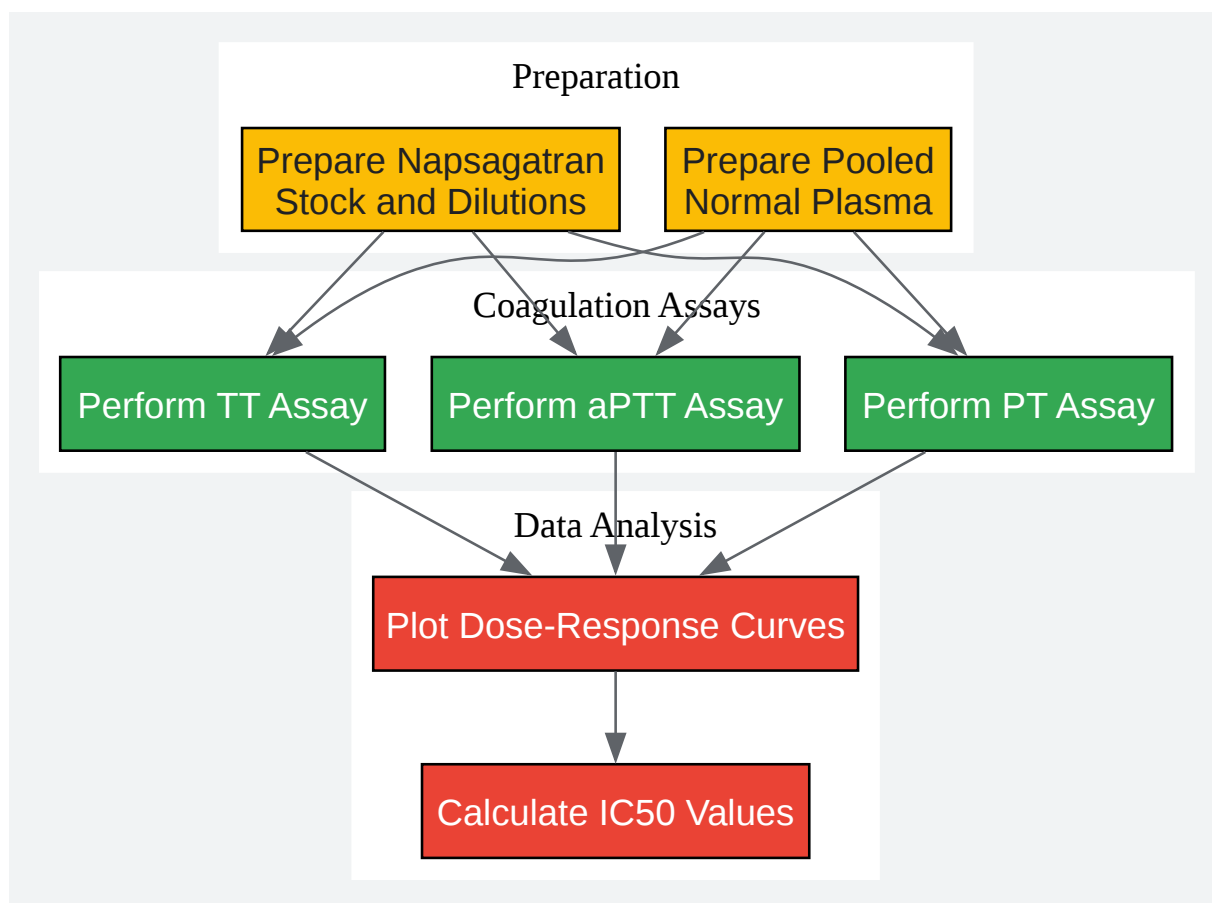 Preparation
Prepare Napsagatran
Stock and Dilutions
Prepare Pooled
Normal Plasma
Coagulation Assays
Perform TT Assay
Perform aPTT Assay
Perform PT Assay
Data Analysis
Plot Dose-Response Curves
Calculate IC50 Values